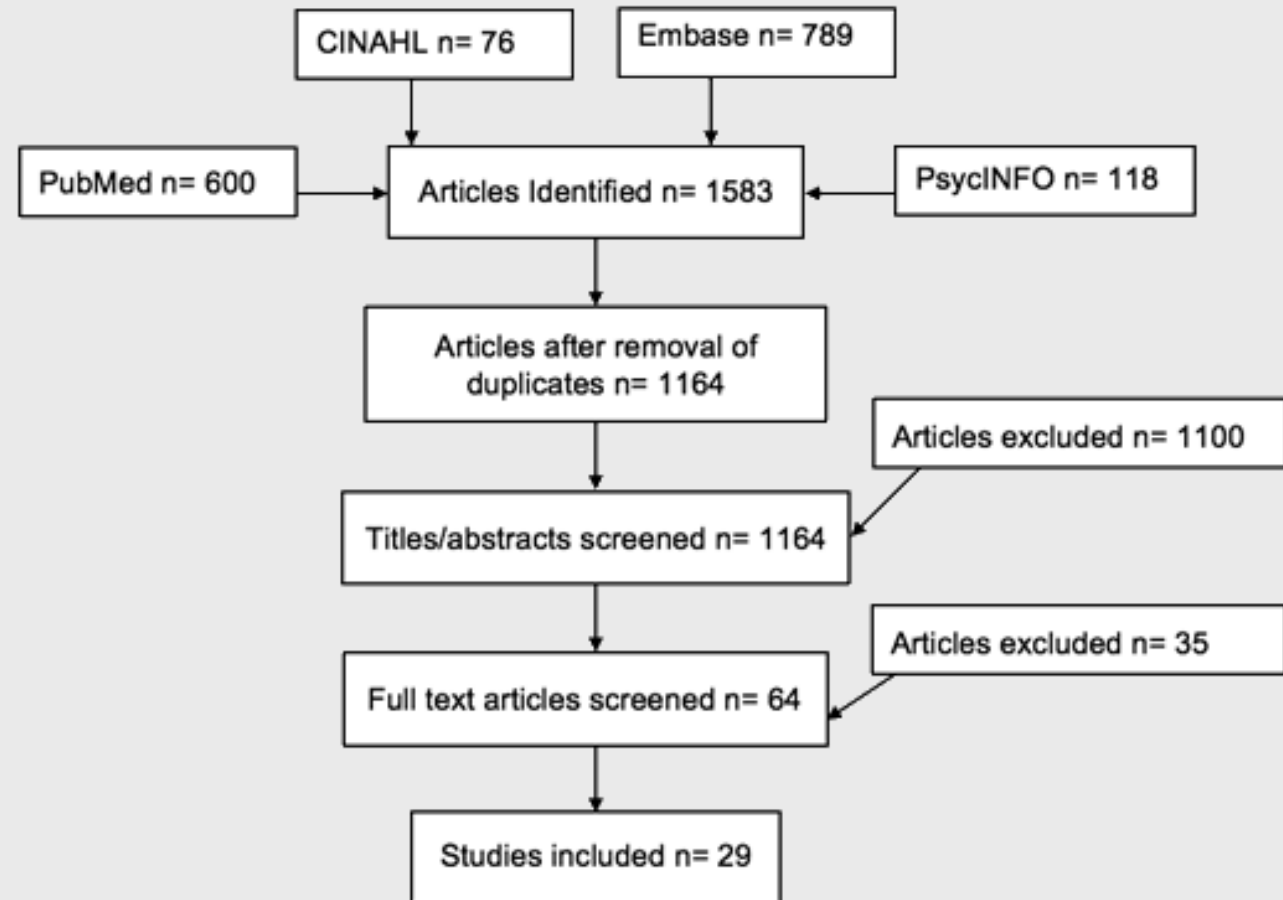 CINAHL n= 76
Embase n= 789
PubMed n= 600
Articles Identified n= 1583
PsycINFO n= 118
Articles after removal of
duplicates n= 1164
Articles excluded n= 1100
Titles/abstracts screened n= 1164
Articles excluded n= 35
Full text articles screened n= 64
Studies included n= 29